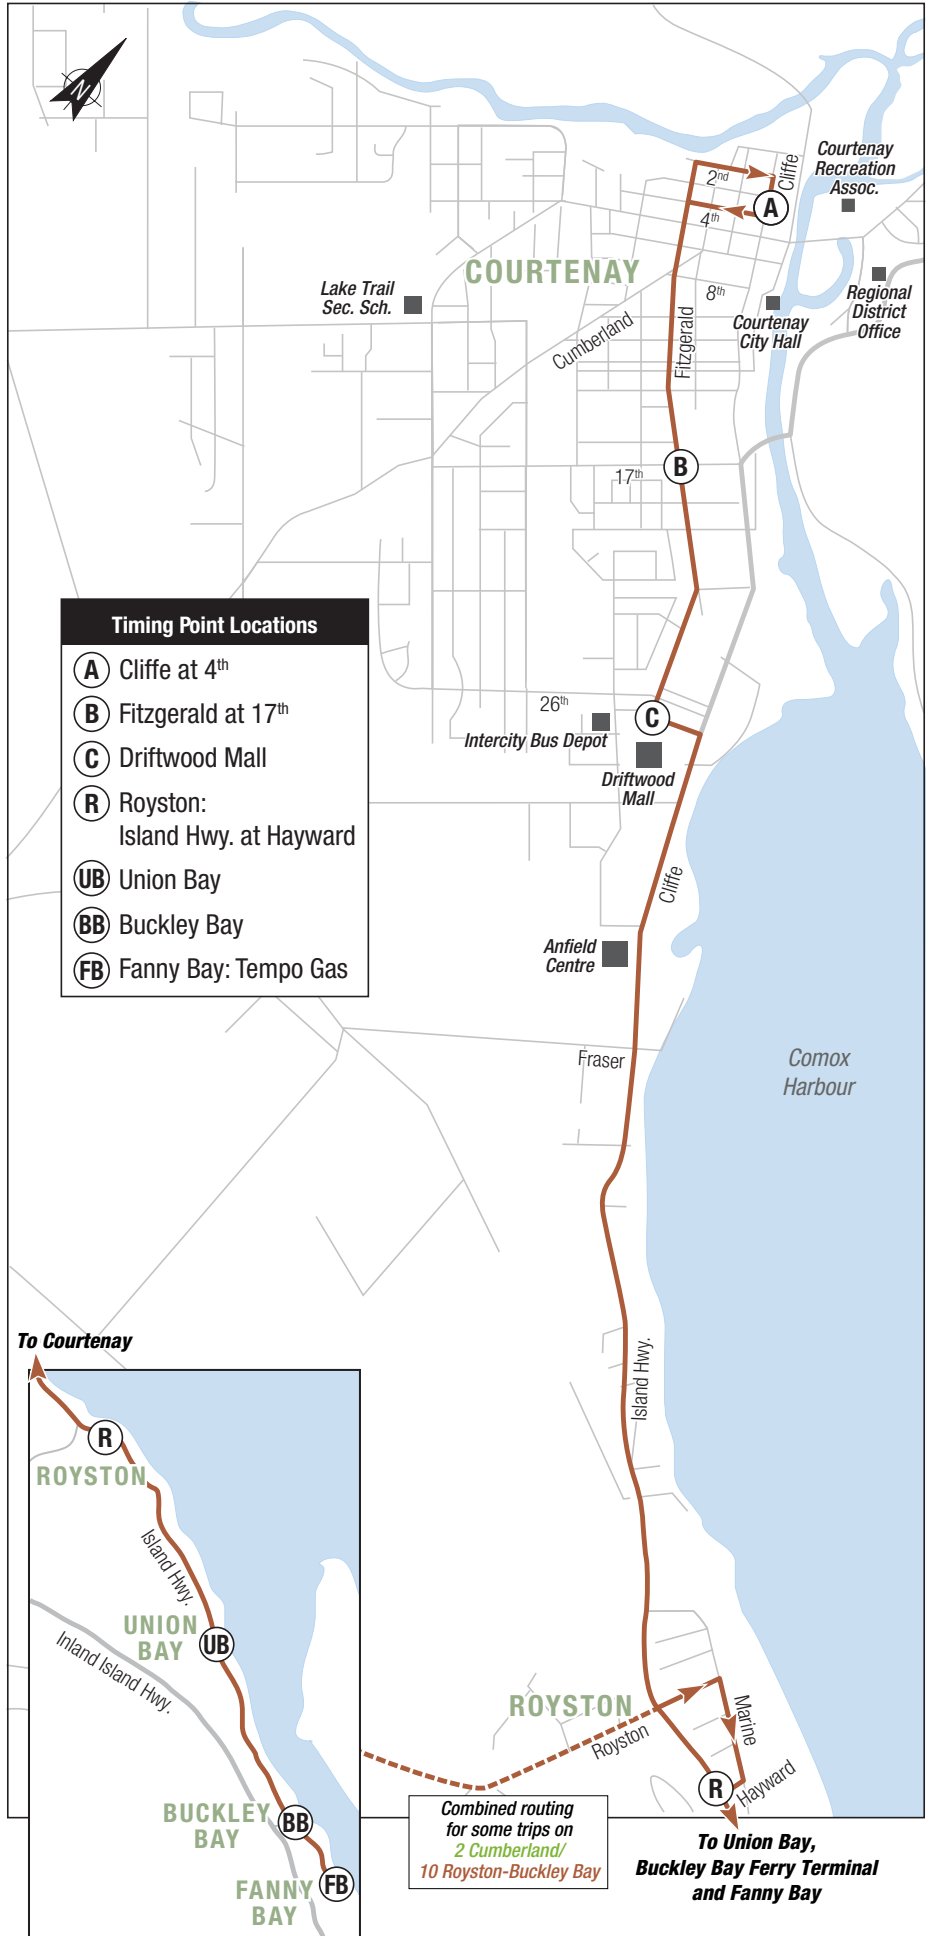 N
2nd
Cliffe
Courtenay
Recreation
Assoc.
A
4th
COURTENAY
Lake Trail
Sec. Sch.
8th
Regional
District
Office
Courtenay
City Hall
Cumberland
Fitzgerald
B
17th
Timing Point Locations
A Cliffe at 4th
B Fitzgerald at 17th
C Driftwood Mall
R Royston:
Island Hwy. at Hayward
UB Union Bay
BB Buckley Bay
FB Fanny Bay: Tempo Gas
26th
C
Intercity Bus Depot
Driftwood
Mall
Cliffe
Anfield
Centre
Fraser
Comox
Harbour
Island Hwy.
To Courtenay
R
ROYSTON
Island Hwy.
UNION
BAY
UB
Inland Island Hwy.
BUCKLEY
BAY
BB
FANNY
BAY
FB
ROYSTON
Royston
Marine
Hayward
R
Combined routing
for some trips on
2 Cumberland/
10 Royston-Buckley Bay
To Union Bay,
Buckley Bay Ferry Terminal
and Fanny Bay